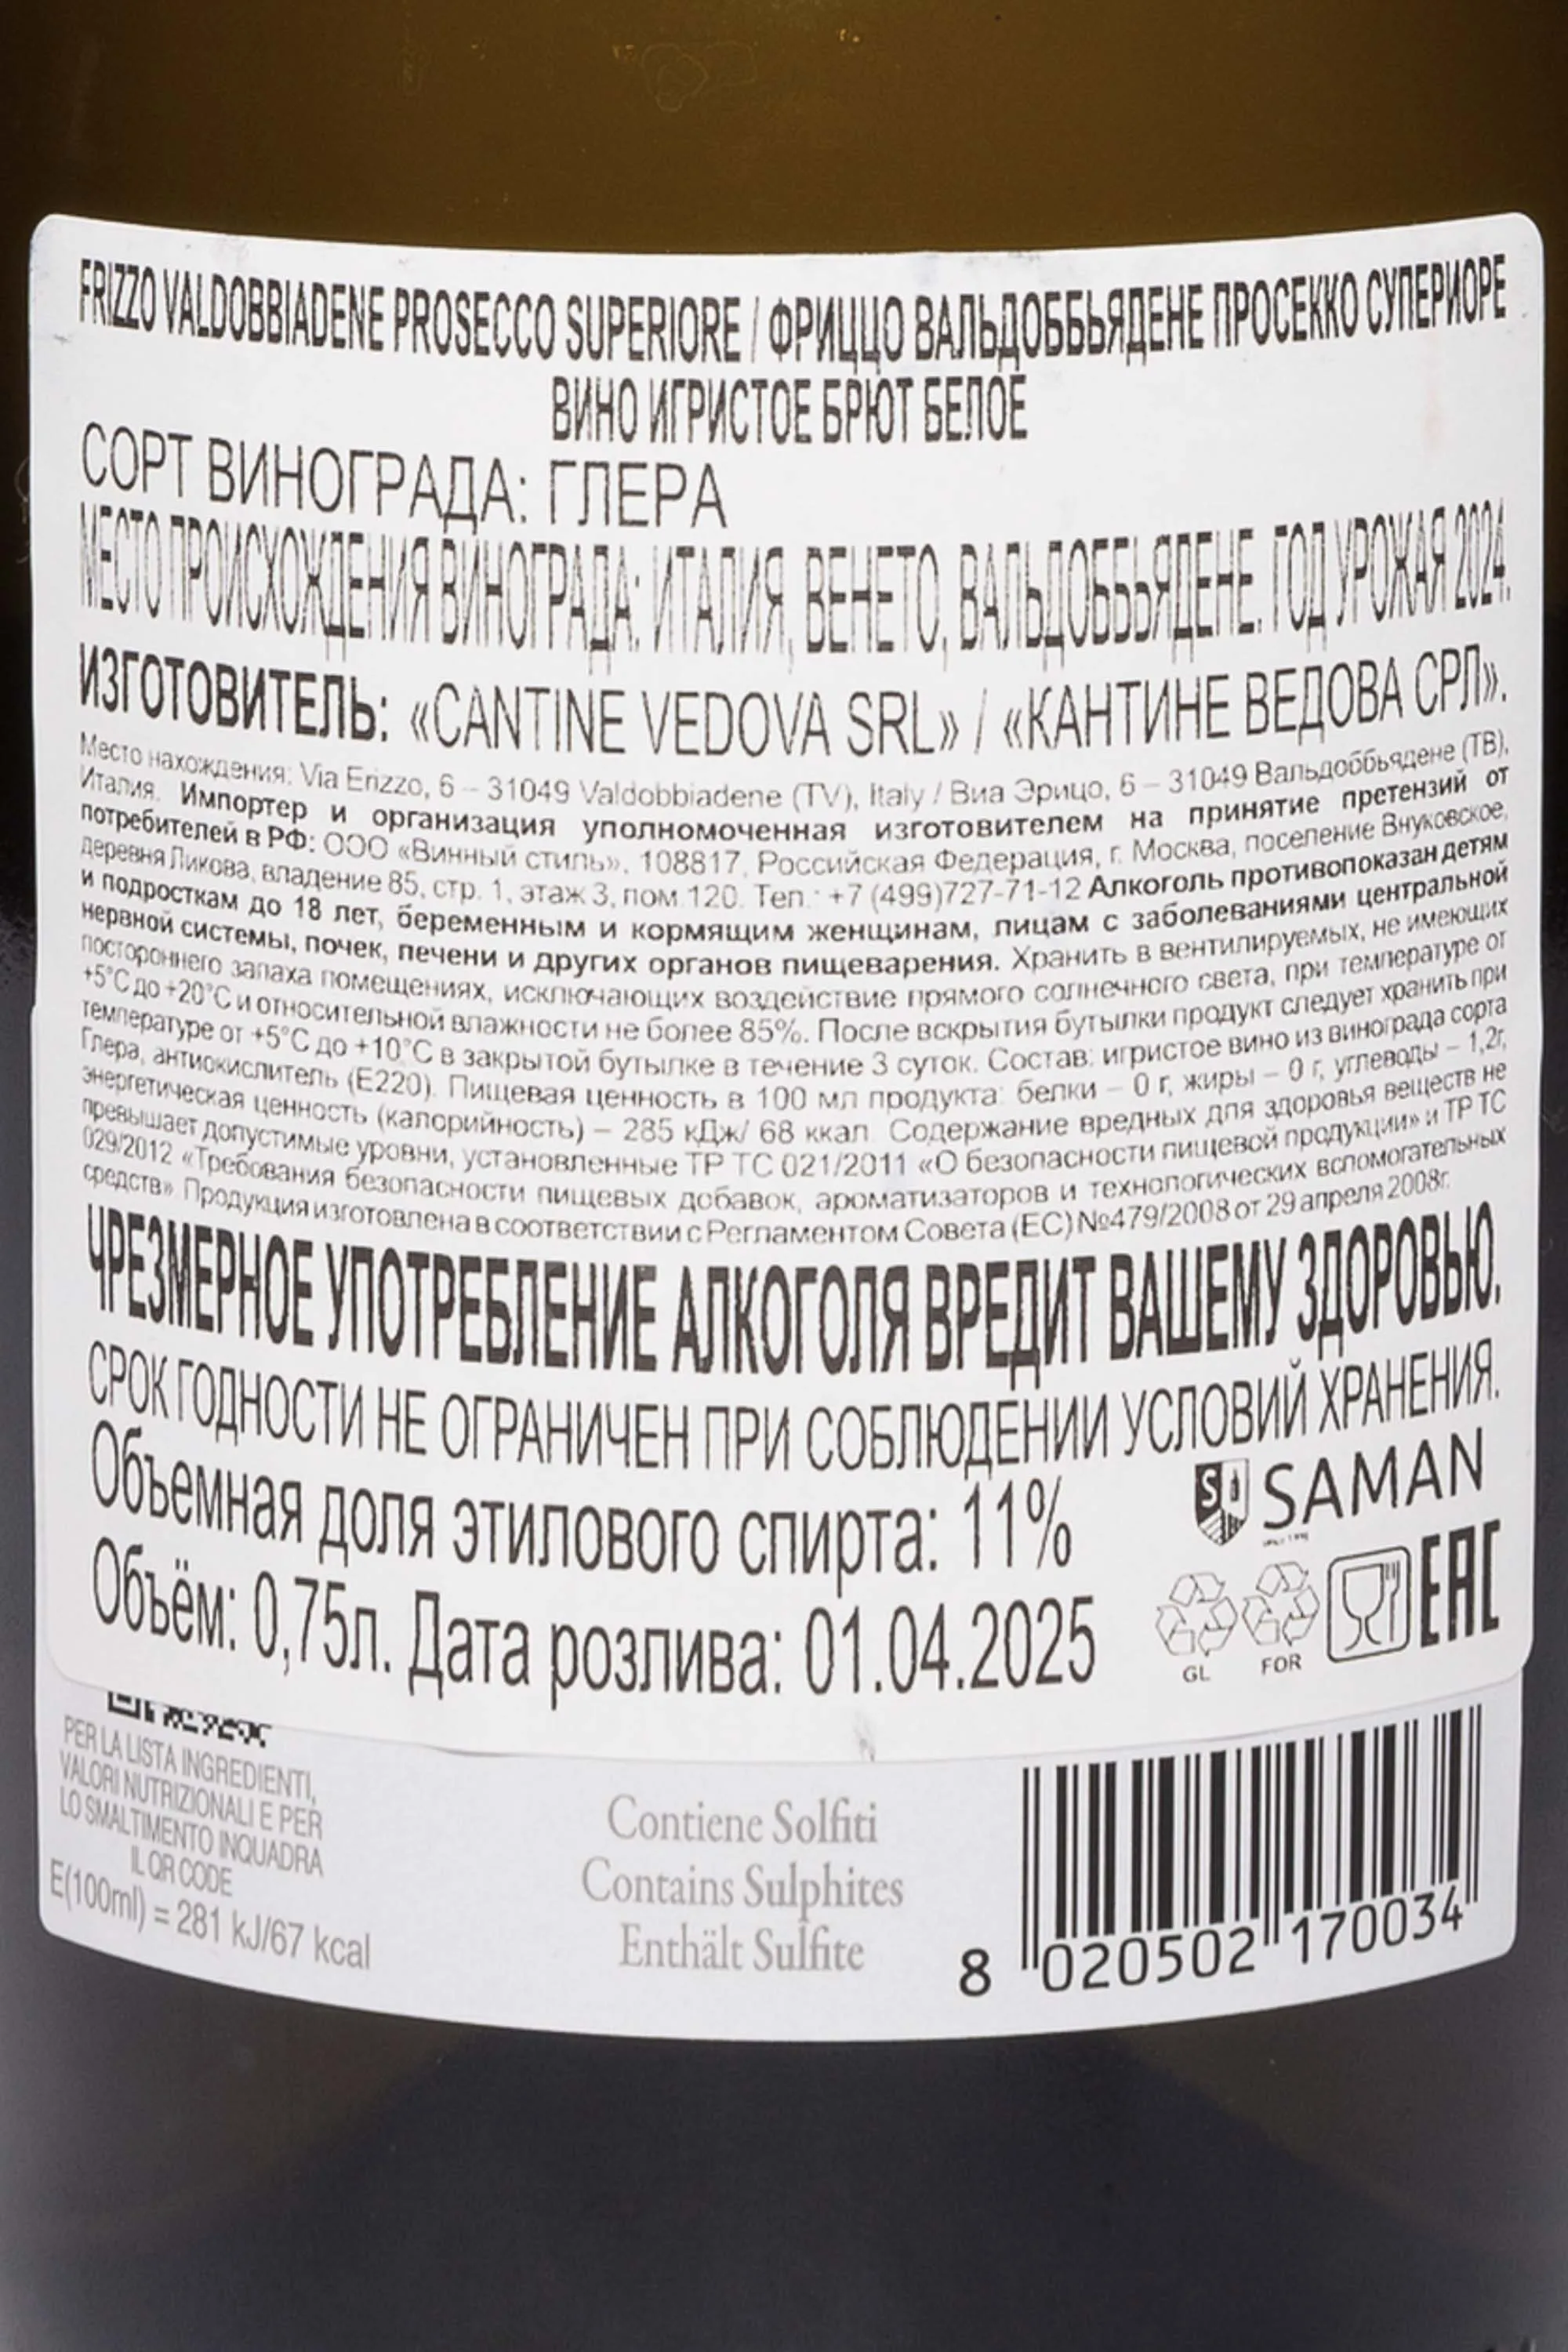 FRIZZO VALDOBBIADENE PROSECCO SUPERIORE / ФРИЦЦО ВАЛЬДОББЬЯДЕНЕ ПРОСЕККО СУПЕРИОРЕ
ВИНО ИГРИСТОЕ БРЮТ БЕЛОЕ
СОРТ ВИНОГРАДА: ГЛЕРА
МЕСТО ПРОИСХОЖДЕНИЯ ВИНОГРАДА: ИТАЛИЯ, ВЕНЕТО, ВАЛЬДОББЬЯДЕНЕ. ГОД УРОЖАЯ 2024.
ИЗГОТОВИТЕЛЬ: «CANTINE VEDOVA SRL» / «КАНТИНЕ ВЕДОВА СРЛ».
Место нахождения: Via Erizzo, 6 – 31049 Valdobbiadene (TV), Italy / Виа Эрицо, 6 – 31049 Вальдоббьядене (ТВ),
Италия. Импортер и организация уполномоченная изготовителем на принятие претензий от
потребителей в РФ: ООО «Винный стиль», 108817, Российская Федерация, г. Москва, поселение Внуковское,
деревня Ликова, владение 85, стр. 1, этаж 3, пом.120. Тел.: +7 (499)727-71-12 Алкоголь противопоказан детям
и подросткам до 18 лет, беременным и кормящим женщинам, лицам с заболеваниями центральной
нервной системы, почек, печени и других органов пищеварения. Хранить в вентилируемых, не имеющих
постороннего запаха помещениях, исключающих воздействие прямого солнечного света, при температуре от
+5°С до +20°С и относительной влажности не более 85%. После вскрытия бутылки продукт следует хранить при
температуре от +5°С до +10°С в закрытой бутылке в течение 3 суток. Состав: игристое вино из винограда сорта
Глера, антиокислитель (Е220). Пищевая ценность в 100 мл продукта: белки – 0 г, жиры – 0 г, углеводы – 1,2г,
энергетическая ценность (калорийность) – 285 кДж/ 68 ккал. Содержание вредных для здоровья веществ не
превышает допустимые уровни, установленные ТР ТС 021/2011 «О безопасности пищевой продукции» и ТР ТС
029/2012 «Требования безопасности пищевых добавок, ароматизаторов и технологических вспомогательных
средств» Продукция изготовлена в соответствии с Регламентом Совета (ЕС) №479/2008 от 29 апреля 2008г.
ЧРЕЗМЕРНОЕ УПОТРЕБЛЕНИЕ АЛКОГОЛЯ ВРЕДИТ ВАШЕМУ ЗДОРОВЬЮ.
СРОК ГОДНОСТИ НЕ ОГРАНИЧЕН ПРИ СОБЛЮДЕНИИ УСЛОВИЙ ХРАНЕНИЯ.
Объемная доля этилового спирта: 11%
SAMAN
Объём: 0,75л. Дата розлива: 01.04.2025
GL FOR EAC
PER LA LISTA INGREDIENTI,
VALORI NUTRIZIONALI E PER
LO SMALTIMENTO INQUADRA
IL QR CODE
E(100ml) = 281 kJ/67 kcal
Contiene Solfiti
Contains Sulphites
Enthält Sulfite
8 020502 170034